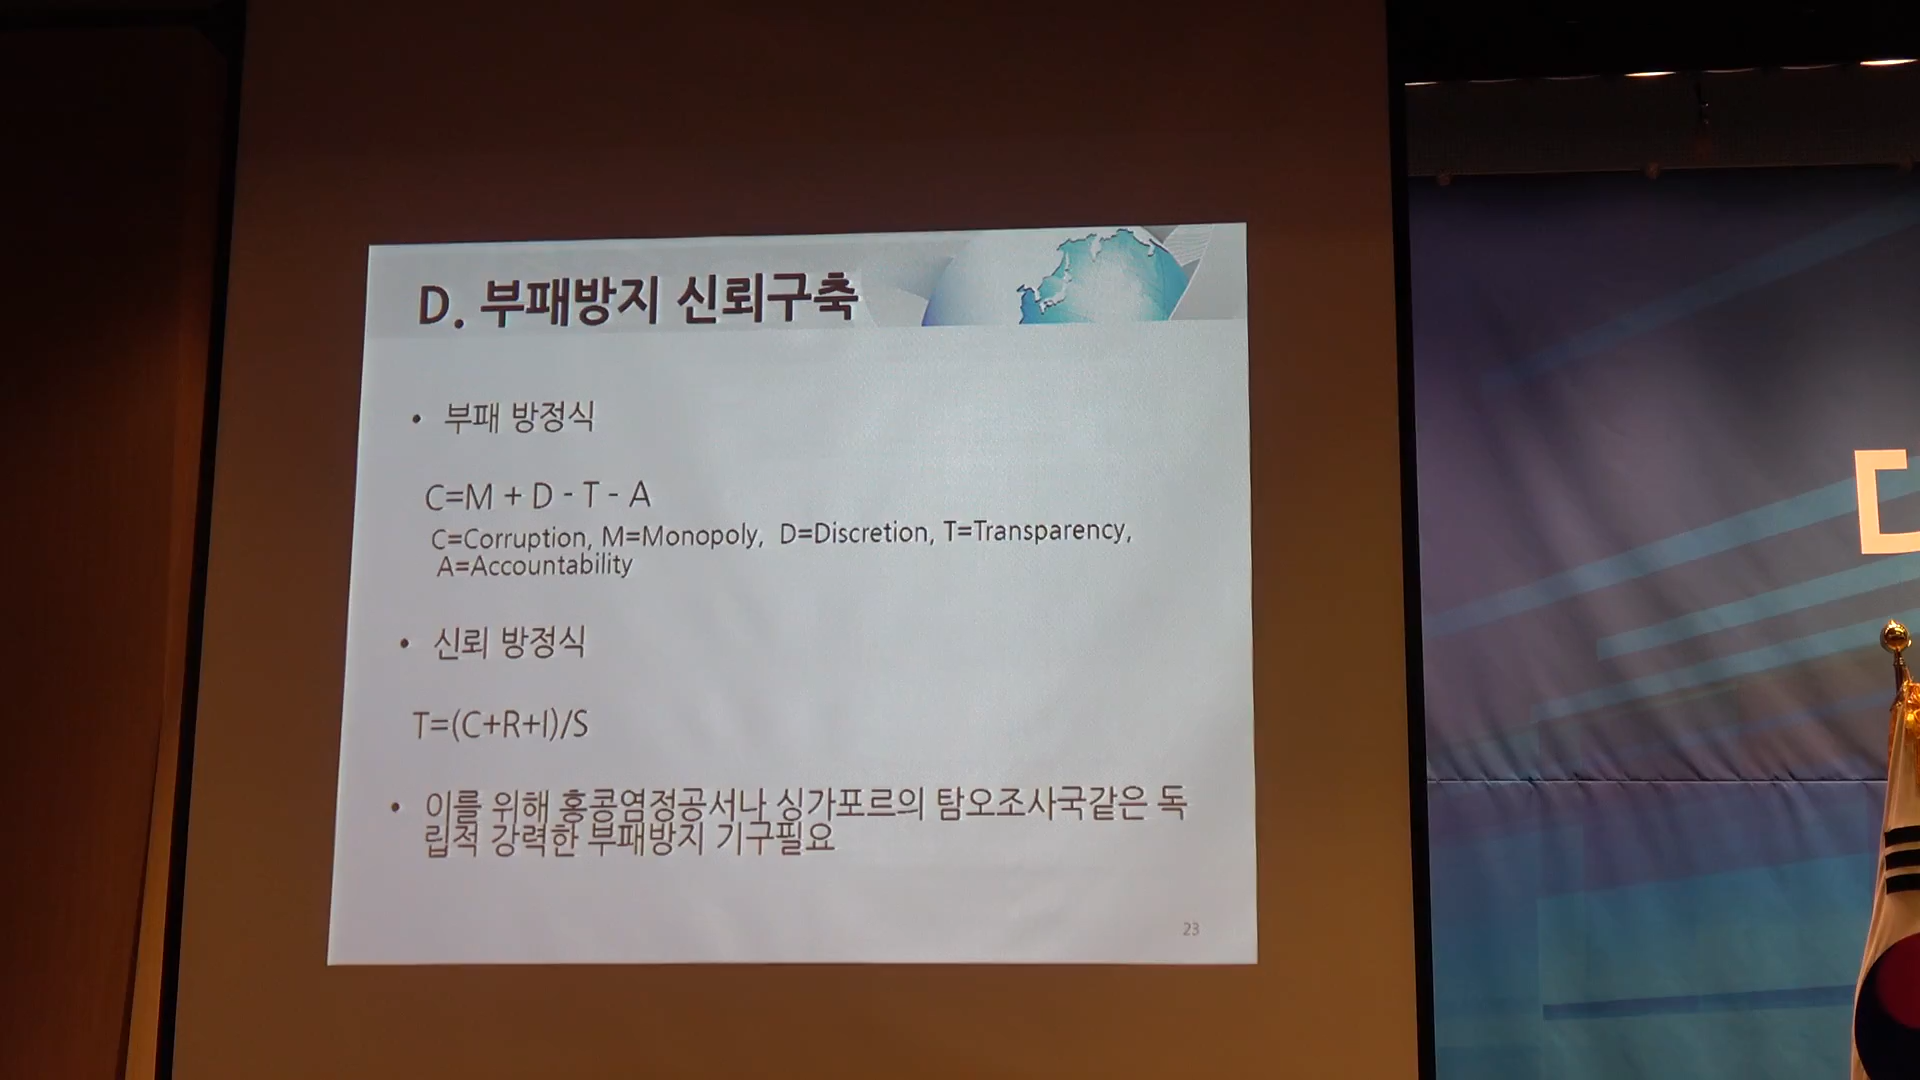 D. 부패방지 신뢰구축
• 부패 방정식
C=M + D - T - A
C=Corruption, M=Monopoly, D=Discretion, T=Transparency,
A=Accountability
• 신뢰 방정식
T=(C+R+I)/S
• 이를 위해 홍콩염정공서나 싱가포르의 탐오조사국같은 독
립적 강력한 부패방지 기구필요
23